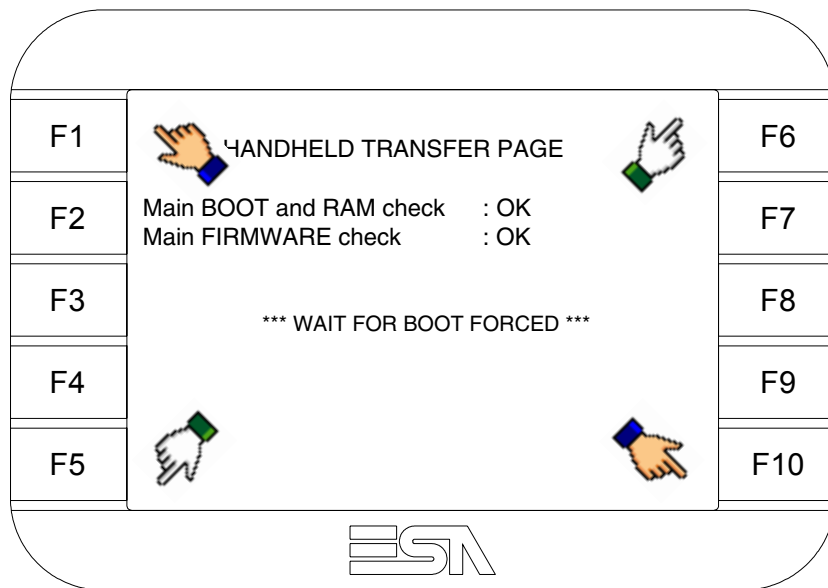 F1
F2
F3
F4
F5
HANDHELD TRANSFER PAGE
Main BOOT and RAM check : OK
Main FIRMWARE check : OK
*** WAIT FOR BOOT FORCED ***
F6
F7
F8
F9
F10
ESA